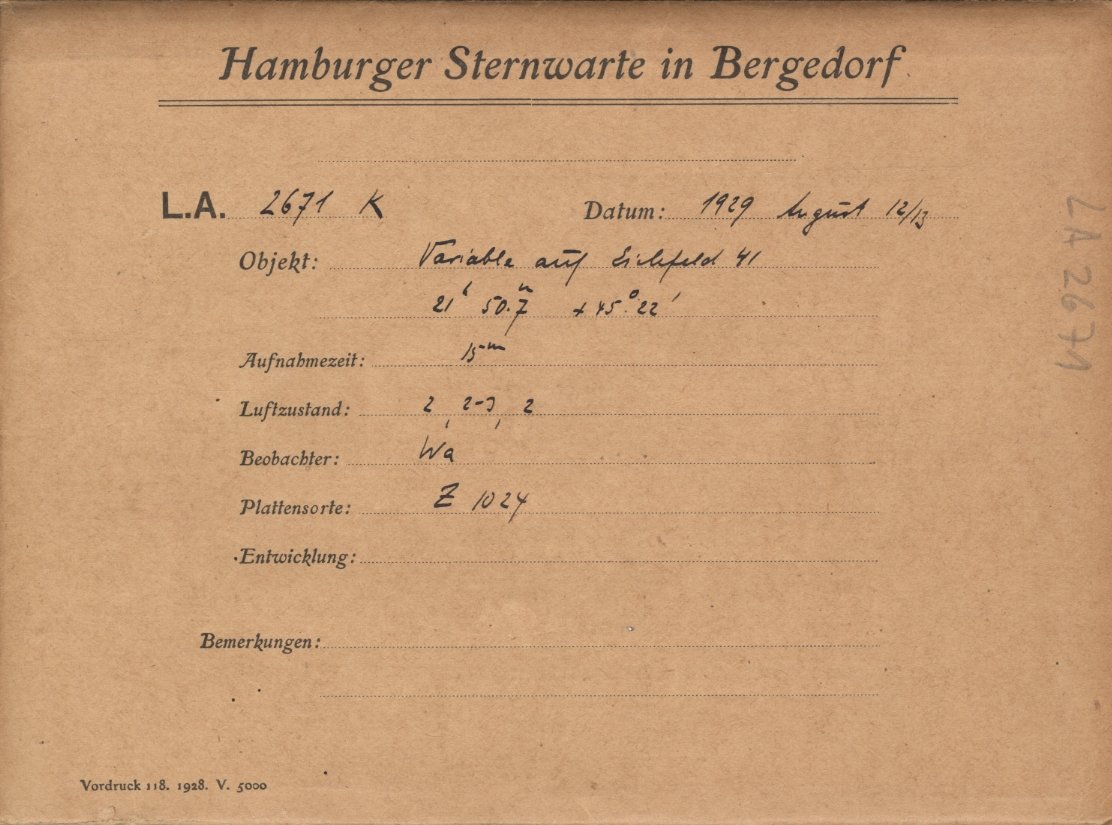 Hamburger Sternwarte in Bergedorf
L.A. 2671 K Datum: 1929 August 12/13
Objekt: Variable auf Eichfeld 41
21ʰ 50.ᵐ7 +45.°22′
Aufnahmezeit: 15ᵐ
Luftzustand: 2, 2-3, 2
Beobachter: Wa
Plattensorte: Z 1024
Entwicklung:
Bemerkungen:
Vordruck 118. 1928. V. 5000
LA 2671